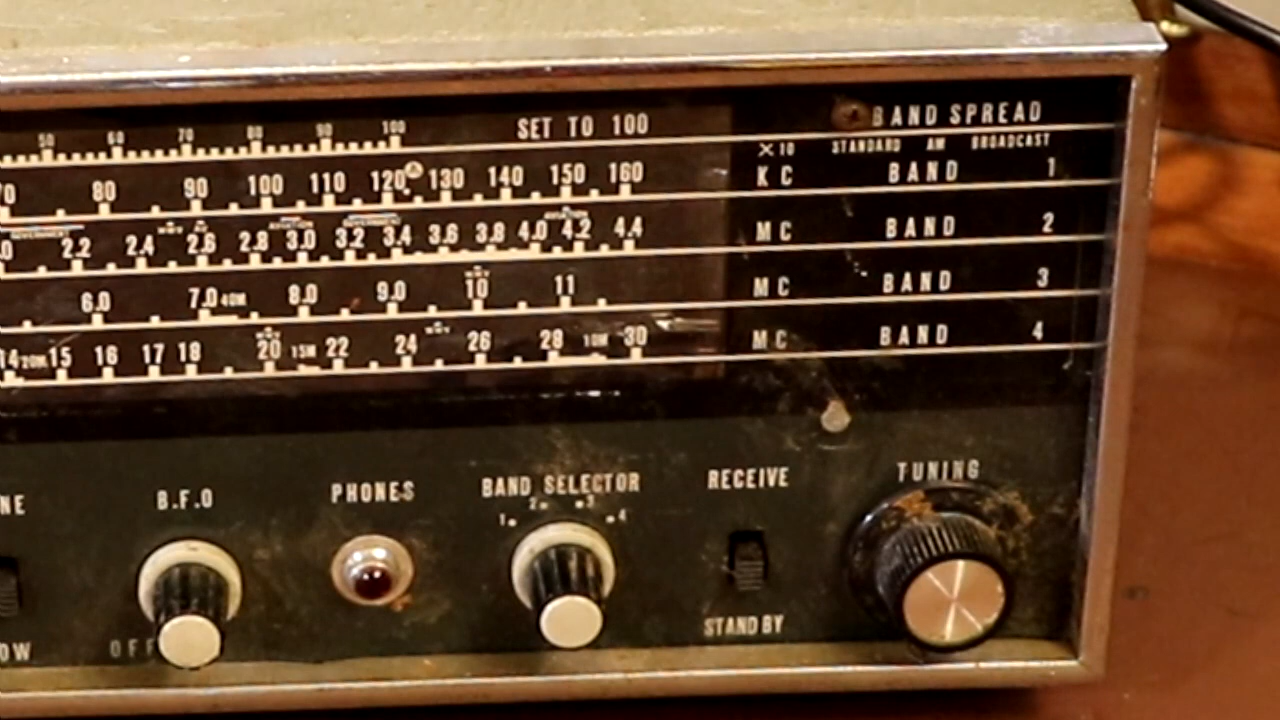 50 60 70 80 90 100 SET TO 100 BAND SPREAD
X10 STANDARD AM BROADCAST
80 90 100 110 120 130 140 150 160 KC BAND 1
2.2 2.4 2.6 2.8 3.0 3.2 3.4 3.6 3.8 4.0 4.2 4.4 MC BAND 2
6.0 7.0 40M 8.0 9.0 10 11 MC BAND 3
14 20M 15 16 17 18 20 15M 22 24 26 28 10M 30 MC BAND 4
B.F.O PHONES BAND SELECTOR RECEIVE TUNING
1 2 3 4
OFF STANDBY